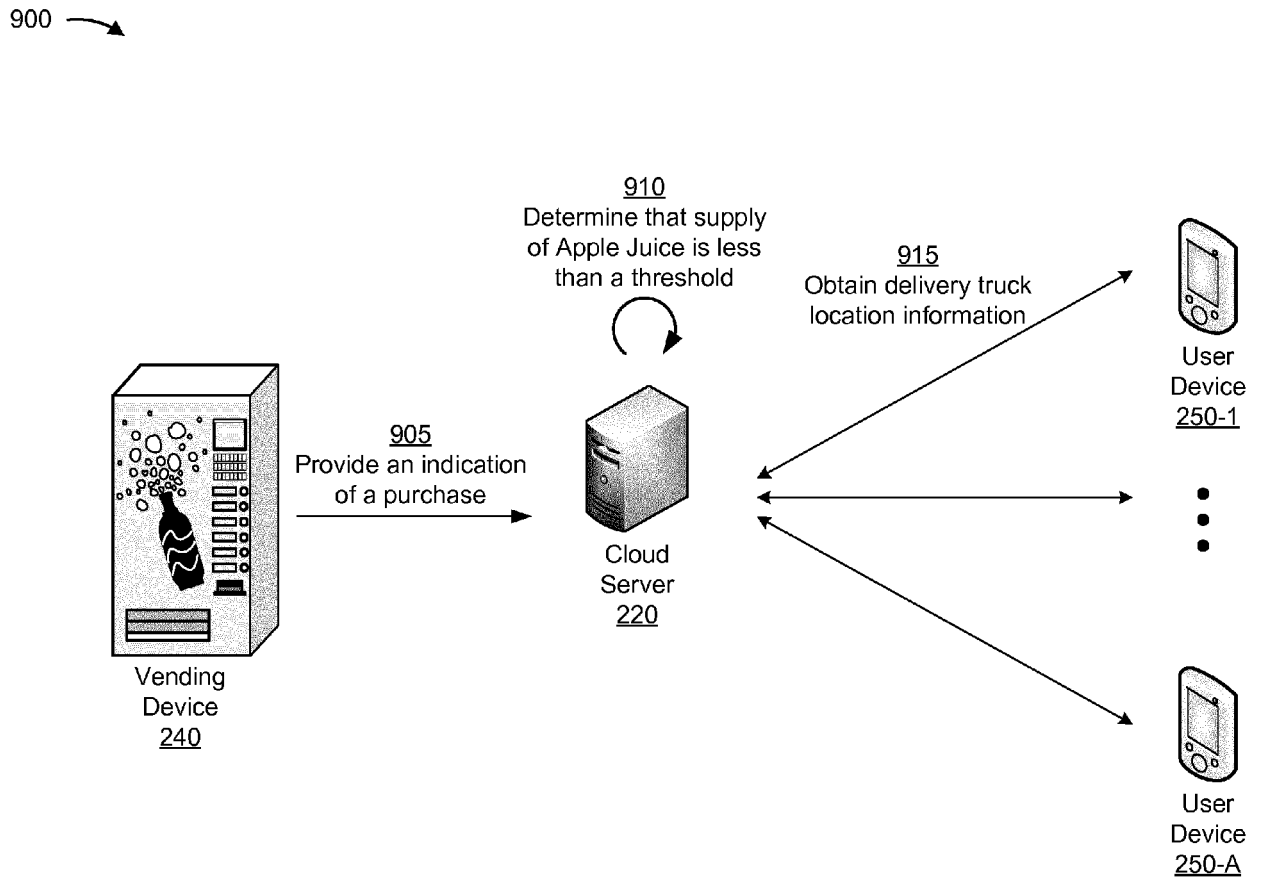 900
910
Determine that supply
of Apple Juice is less
than a threshold
915
Obtain delivery truck
location information
905
Provide an indication
of a purchase
User
Device
250-1
Cloud
Server
220
Vending
Device
240
User
Device
250-A